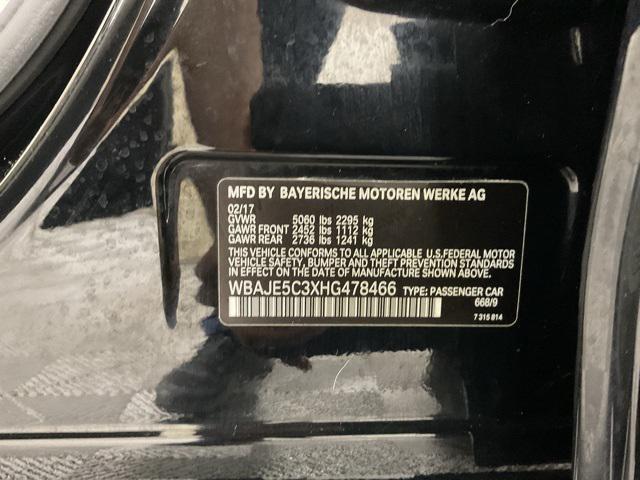 MFD BY BAYERISCHE MOTOREN WERKE AG
02/17
GVWR 5060 lbs 2295 kg
GAWR FRONT 2452 lbs 1112 kg
GAWR REAR 2736 lbs 1241 kg
THIS VEHICLE CONFORMS TO ALL APPLICABLE U.S.FEDERAL MOTOR
VEHICLE SAFETY, BUMPER AND THEFT PREVENTION STANDARDS
IN EFFECT ON THE DATE OF MANUFACTURE SHOWN ABOVE.
WBAJE5C3XHG478466 TYPE: PASSENGER CAR
668/9
7 315 814